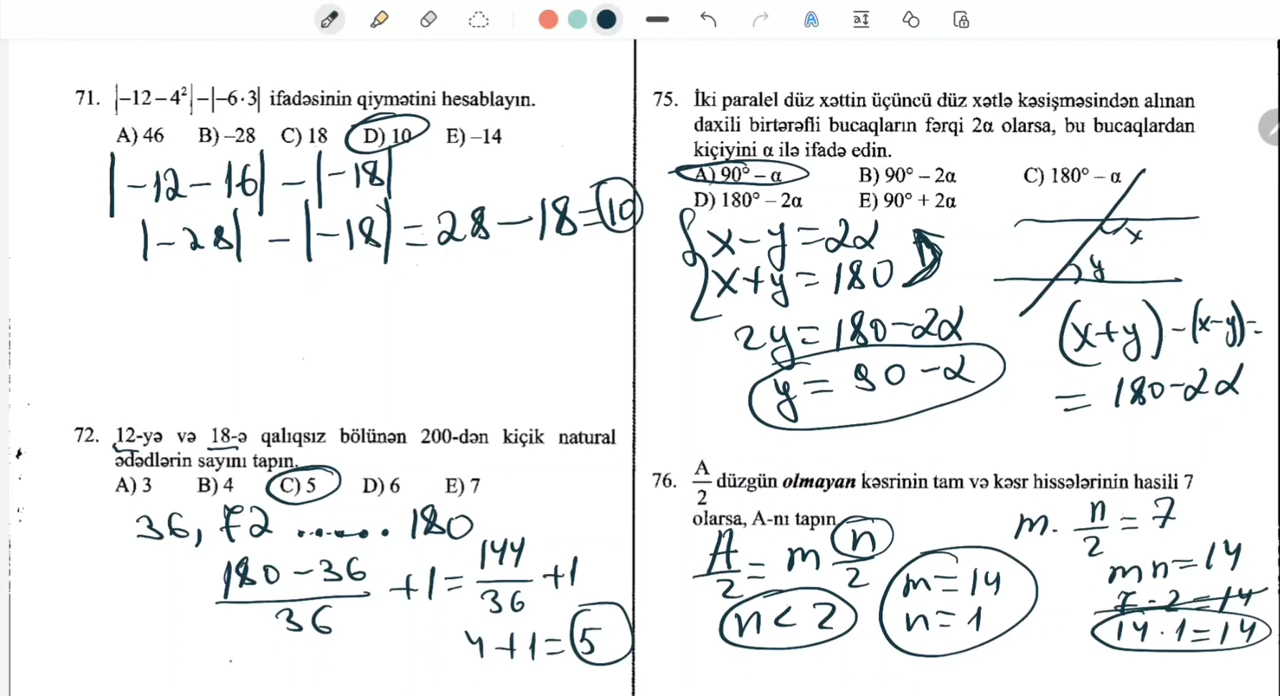 71. |−12−4²|−|−6·3| ifadəsinin qiymətini hesablayın.
A) 46 B) −28 C) 18 D) 10 E) −14
|−12−16| − |−18|
|−28| − |−18| = 28 − 18 = 10
72. 12-yə və 18-ə qalıqsız bölünən 200-dən kiçik natural
ədədlərin sayını tapın.
A) 3 B) 4 C) 5 D) 6 E) 7
36, 72 ....... 180
(180 − 36)/36 + 1 = 144/36 + 1
4 + 1 = 5
75. İki paralel düz xəttin üçüncü düz xətlə kəsişməsindən alınan
daxili birtərəfli bucaqların fərqi 2α olarsa, bu bucaqlardan
kiçiyini α ilə ifadə edin.
A) 90° − α B) 90° − 2α C) 180° − α
D) 180° − 2α E) 90° + 2α
x − y = 2α
x + y = 180
2y = 180 − 2α
y = 90 − α
x
y
(x+y) − (x−y) =
= 180 − 2α
76. A/2 düzgün olmayan kəsrinin tam və kəsr hissələrinin hasili 7
olarsa, A-nı tapın.
A/2 = m n/2
n < 2
m = 14
n = 1
m · n/2 = 7
mn = 14
7 · 2 = 14
14 · 1 = 14